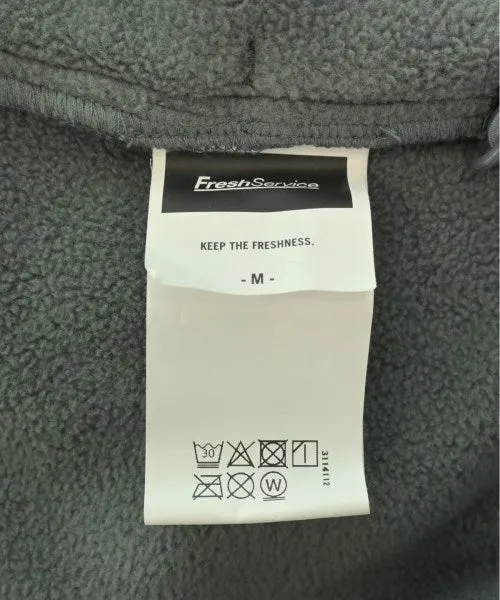 FreshService
KEEP THE FRESHNESS.
- M -
30
W
3114112